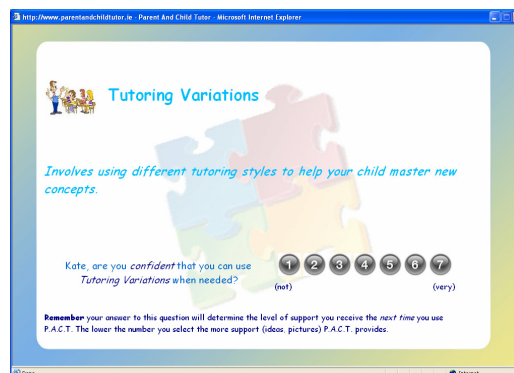 http://www.parentandchildtutor.ie - Parent And Child Tutor - Microsoft Internet Explorer
Tutoring Variations
Involves using different tutoring styles to help your child master new
concepts.
Kate, are you confident that you can use
Tutoring Variations when needed?
1 2 3 4 5 6 7
(not) (very)
Remember your answer to this question will determine the level of support you receive the next time you use
P.A.C.T. The lower the number you select the more support (ideas, pictures) P.A.C.T. provides.